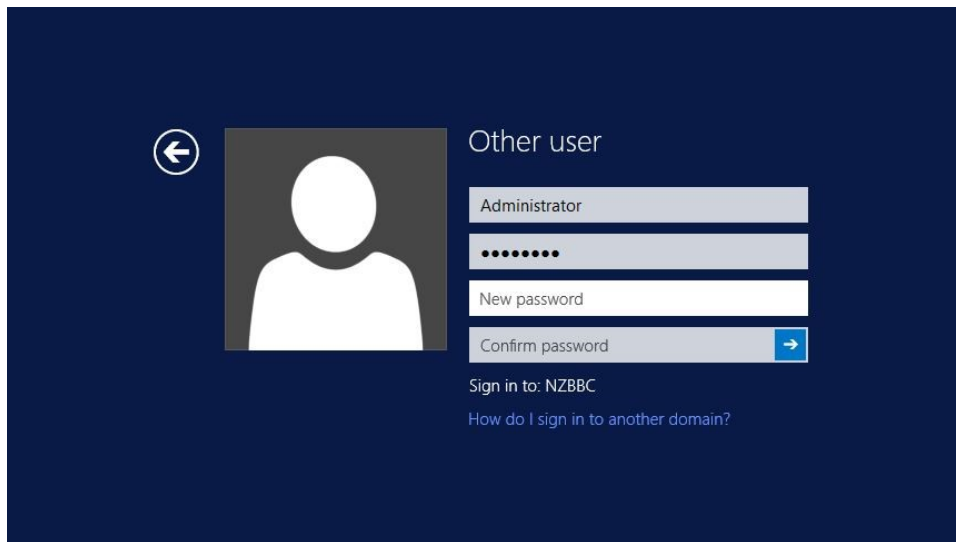 Other user
Administrator
••••••••
New password
Confirm password
Sign in to: NZBBC
How do I sign in to another domain?